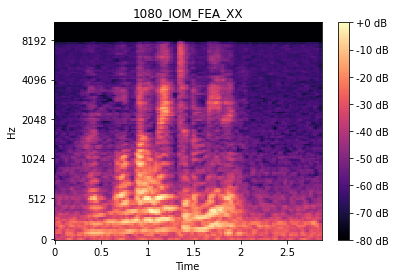 1080_IOM_FEA_XX
+0 dB
8192
-10 dB
4096
-20 dB
-30 dB
2048
Hz
-40 dB
1024
-50 dB
512
-60 dB
-70 dB
0
-80 dB
0 0.5 1 1.5 2 2.5
Time